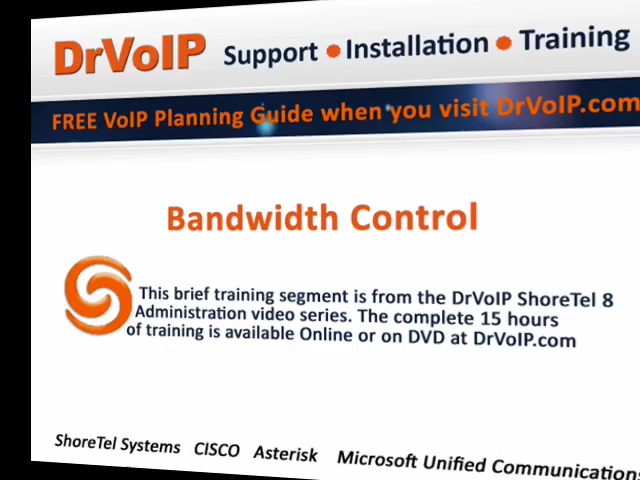 DrVoIP Support • Installation • Training
FREE VoIP Planning Guide when you visit DrVoIP.com
Bandwidth Control
This brief training segment is from the DrVoIP ShoreTel 8
Administration video series. The complete 15 hours
of training is available Online or on DVD at DrVoIP.com
ShoreTel Systems CISCO Asterisk Microsoft Unified Communications